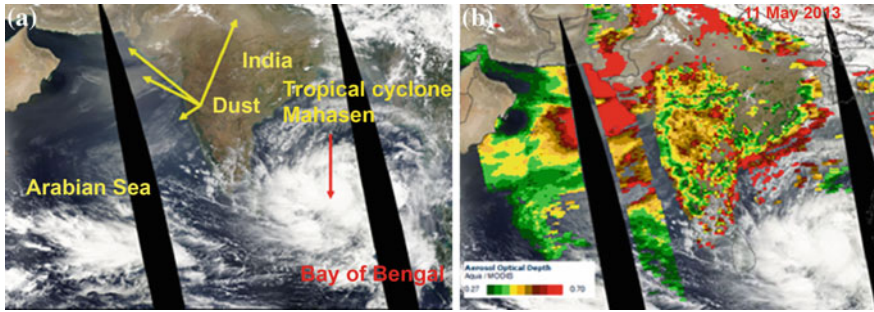 (a)
India
Dust
Tropical cyclone
Mahasen
Arabian Sea
Bay of Bengal
(b)
11 May 2013
Aerosol Optical Depth
Aqua / MODIS
0.27
0.70